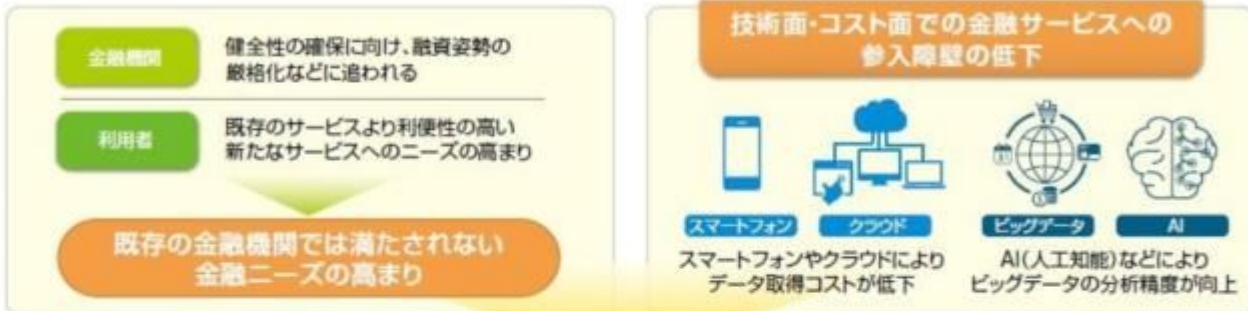 金融機関
健全性の確保に向け、融資姿勢の
厳格化などに追われる
利用者
既存のサービスより利便性の高い
新たなサービスへのニーズの高まり
既存の金融機関では満たされない
金融ニーズの高まり
技術面・コスト面での金融サービスへの
参入障壁の低下
スマートフォン
クラウド
ビッグデータ
AI
スマートフォンやクラウドにより
データ取得コストが低下
AI(人工知能)などにより
ビッグデータの分析精度が向上